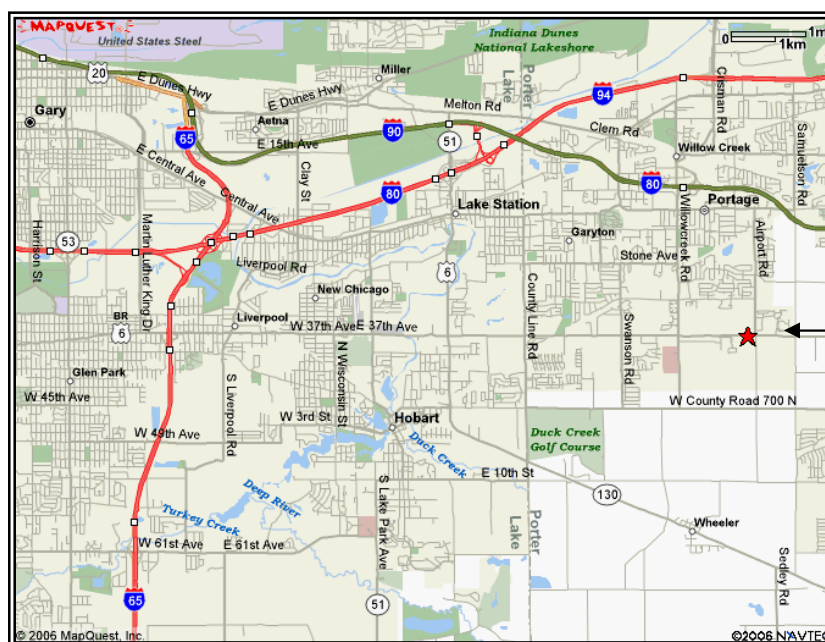 MAPQUEST
United States Steel
Indiana Dunes
National Lakeshore
0
1m
1km
20
E Dunes Hwy
Miller
Porter
Lake
94
Crisman Rd
Gary
65
Aetna
E Dunes Hwy
Melton Rd
E 15th Ave
90
51
Clem Rd
Willow Creek
Samuelson Rd
E Central Ave
Clay St
80
80
Central Ave
Lake Station
Willowcreek Rd
Portage
Harrison St
53
Martin Luther King Dr
Garyton
Airport Rd
Liverpool Rd
6
Stone Ave
New Chicago
County Line Rd
BR
6
Liverpool
W 37th Ave
E 37th Ave
Swanson Rd
Glen Park
N Wisconsin St
W 45th Ave
S Liverpool Rd
W County Road 700 N
W 3rd St
Hobart
W 49th Ave
Duck Creek
Golf Course
Duck Creek
E 10th St
Deep River
130
S Lake Park Ave
Turkey Creek
Lake
Porter
Wheeler
W 61st Ave
E 61st Ave
Sedley Rd
65
51
© 2006 MapQuest, Inc.
©2006 NAVTEC